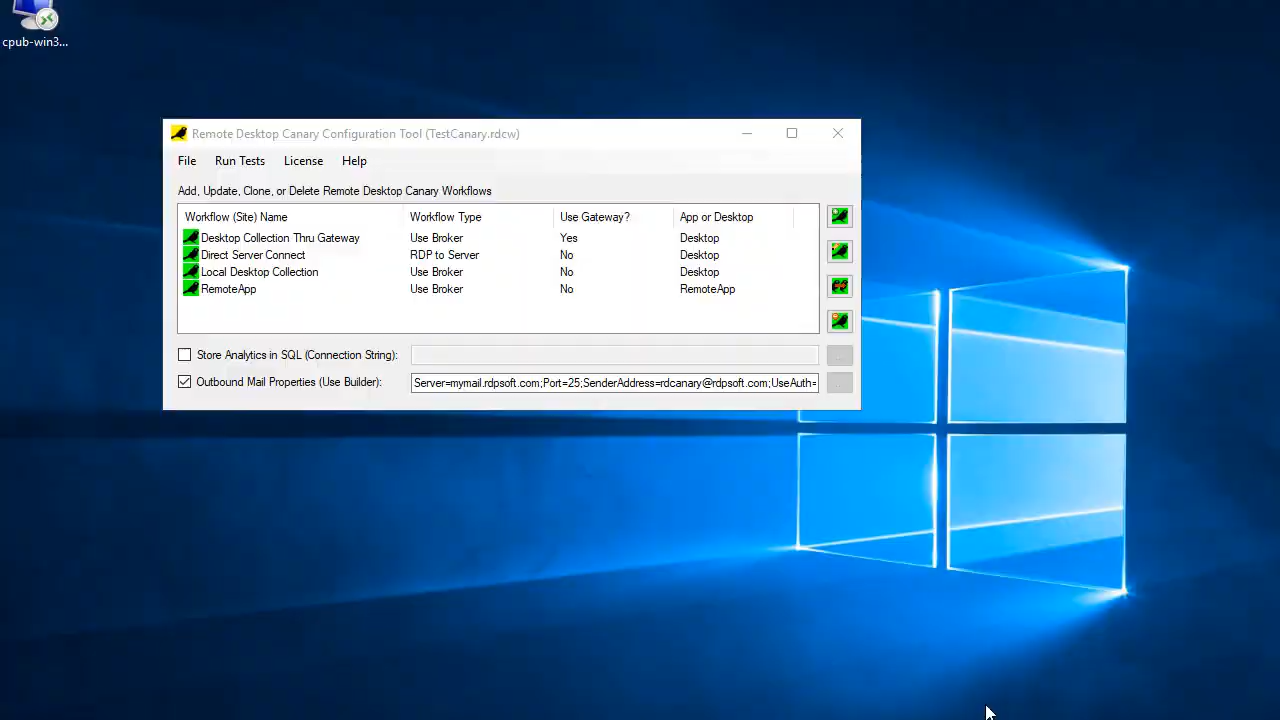 cpub-win3...
Remote Desktop Canary Configuration Tool (TestCanary.rdcw)
File Run Tests License Help
Add, Update, Clone, or Delete Remote Desktop Canary Workflows
Workflow (Site) Name Workflow Type Use Gateway? App or Desktop
Desktop Collection Thru Gateway Use Broker Yes Desktop
Direct Server Connect RDP to Server No Desktop
Local Desktop Collection Use Broker No Desktop
RemoteApp Use Broker No RemoteApp
Store Analytics in SQL (Connection String): ...
Outbound Mail Properties (Use Builder): Server=mymail.rdpsoft.com;Port=25;SenderAddress=rdcanary@rdpsoft.com;UseAuth= ...